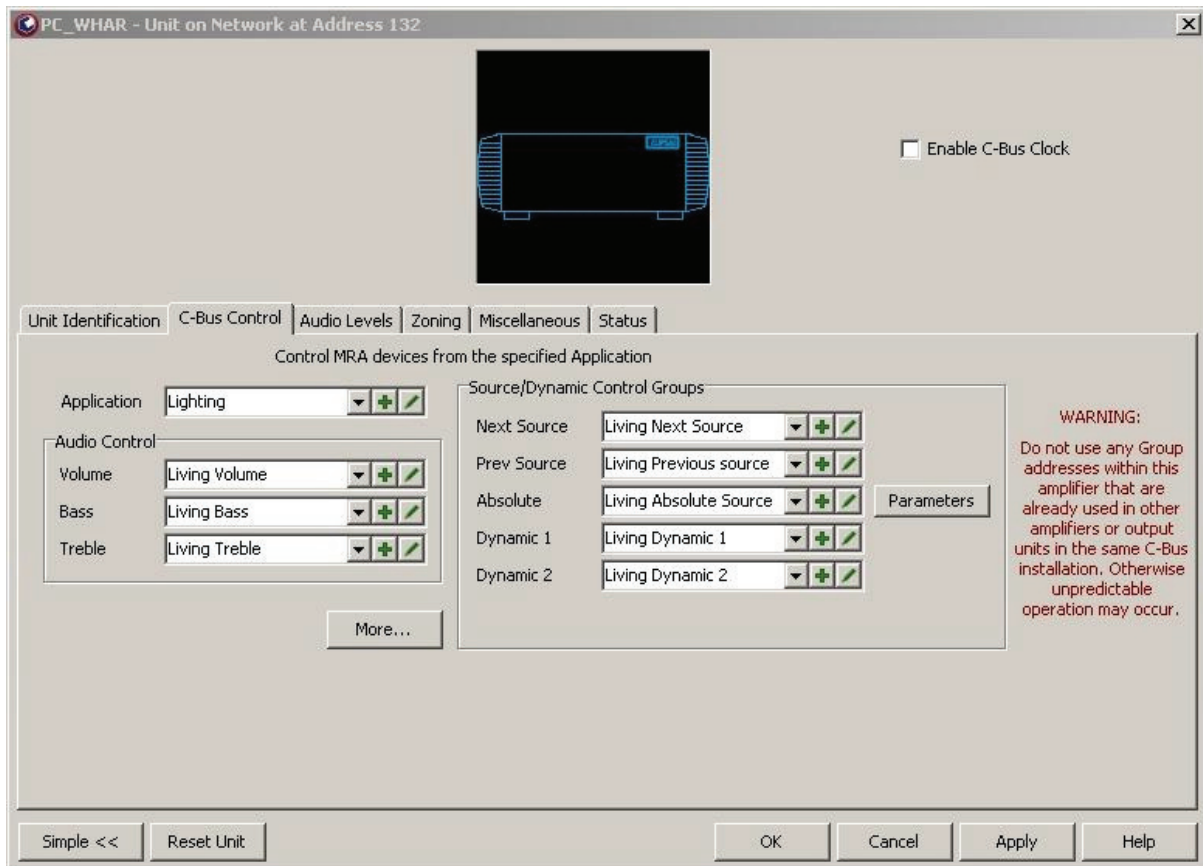 PC_WHAR - Unit on Network at Address 132
Enable C-Bus Clock
Unit Identification
C-Bus Control
Audio Levels
Zoning
Miscellaneous
Status
Control MRA devices from the specified Application
Application
Lighting
Audio Control
Volume
Living Volume
Bass
Living Bass
Treble
Living Treble
More...
Source/Dynamic Control Groups
Next Source
Living Next Source
Prev Source
Living Previous source
Absolute
Living Absolute Source
Parameters
Dynamic 1
Living Dynamic 1
Dynamic 2
Living Dynamic 2
WARNING:
Do not use any Group
addresses within this
amplifier that are
already used in other
amplifiers or output
units in the same C-Bus
installation. Otherwise
unpredictable
operation may occur.
Simple <<
Reset Unit
OK
Cancel
Apply
Help